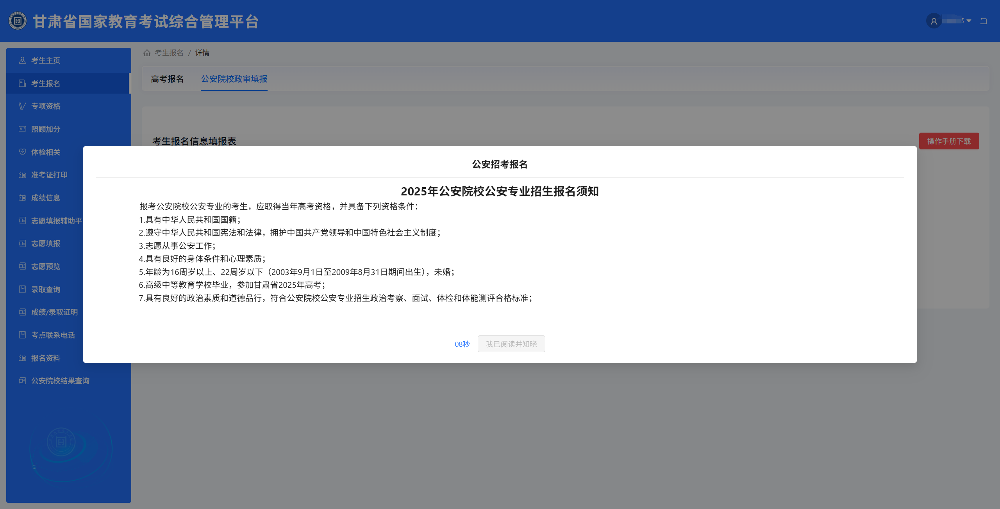 甘肃省国家教育考试综合管理平台
考生主页
考生报名
专项资格
照顾加分
体检相关
准考证打印
成绩信息
志愿填报辅助平
志愿填报
志愿预览
录取查询
成绩/录取证明
考点联系电话
报名资料
公安院校结果查询
考生报名 / 详情
高考报名 公安院校政审填报
考生报名信息填报表
操作手册下载
公安招考报名
2025年公安院校公安专业招生报名须知
报考公安院校公安专业的考生，应取得当年高考资格，并具备下列资格条件：
1.具有中华人民共和国国籍；
2.遵守中华人民共和国宪法和法律，拥护中国共产党领导和中国特色社会主义制度；
3.志愿从事公安工作；
4.具有良好的身体条件和心理素质；
5.年龄为16周岁以上、22周岁以下（2003年9月1日至2009年8月31日期间出生），未婚；
6.高级中等教育学校毕业，参加甘肃省2025年高考；
7.具有良好的政治素质和道德品行，符合公安院校公安专业招生政治考察、面试、体检和体能测评合格标准；
08秒 我已阅读并知晓